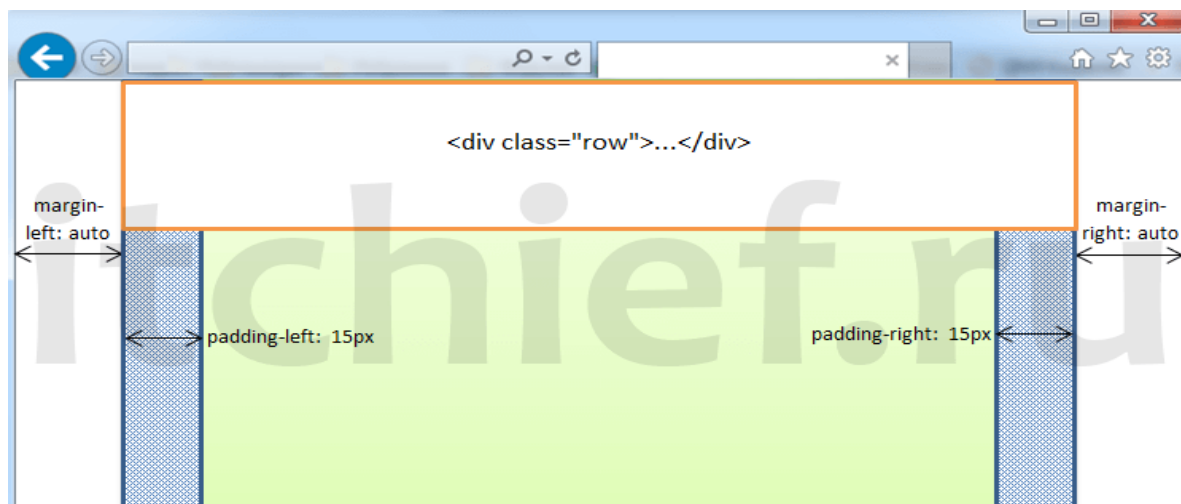 <div class="row">...</div>
margin-
left: auto
margin-
right: auto
padding-left: 15px
padding-right: 15px
itchief.ru